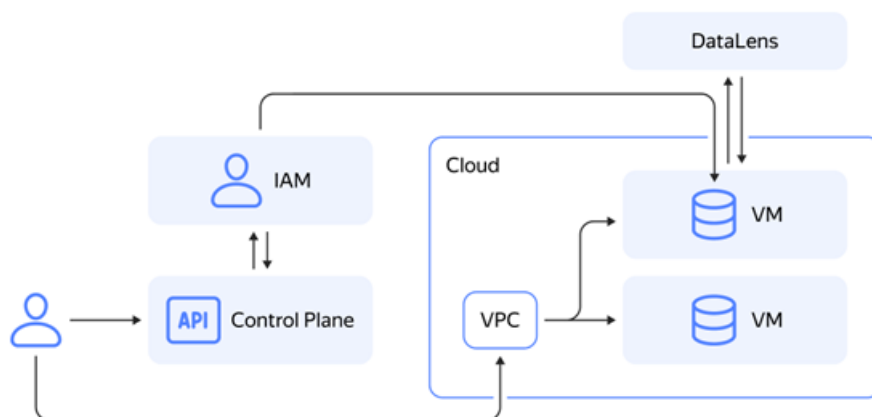 DataLens
IAM
Cloud
VM
API Control Plane
VPC
VM